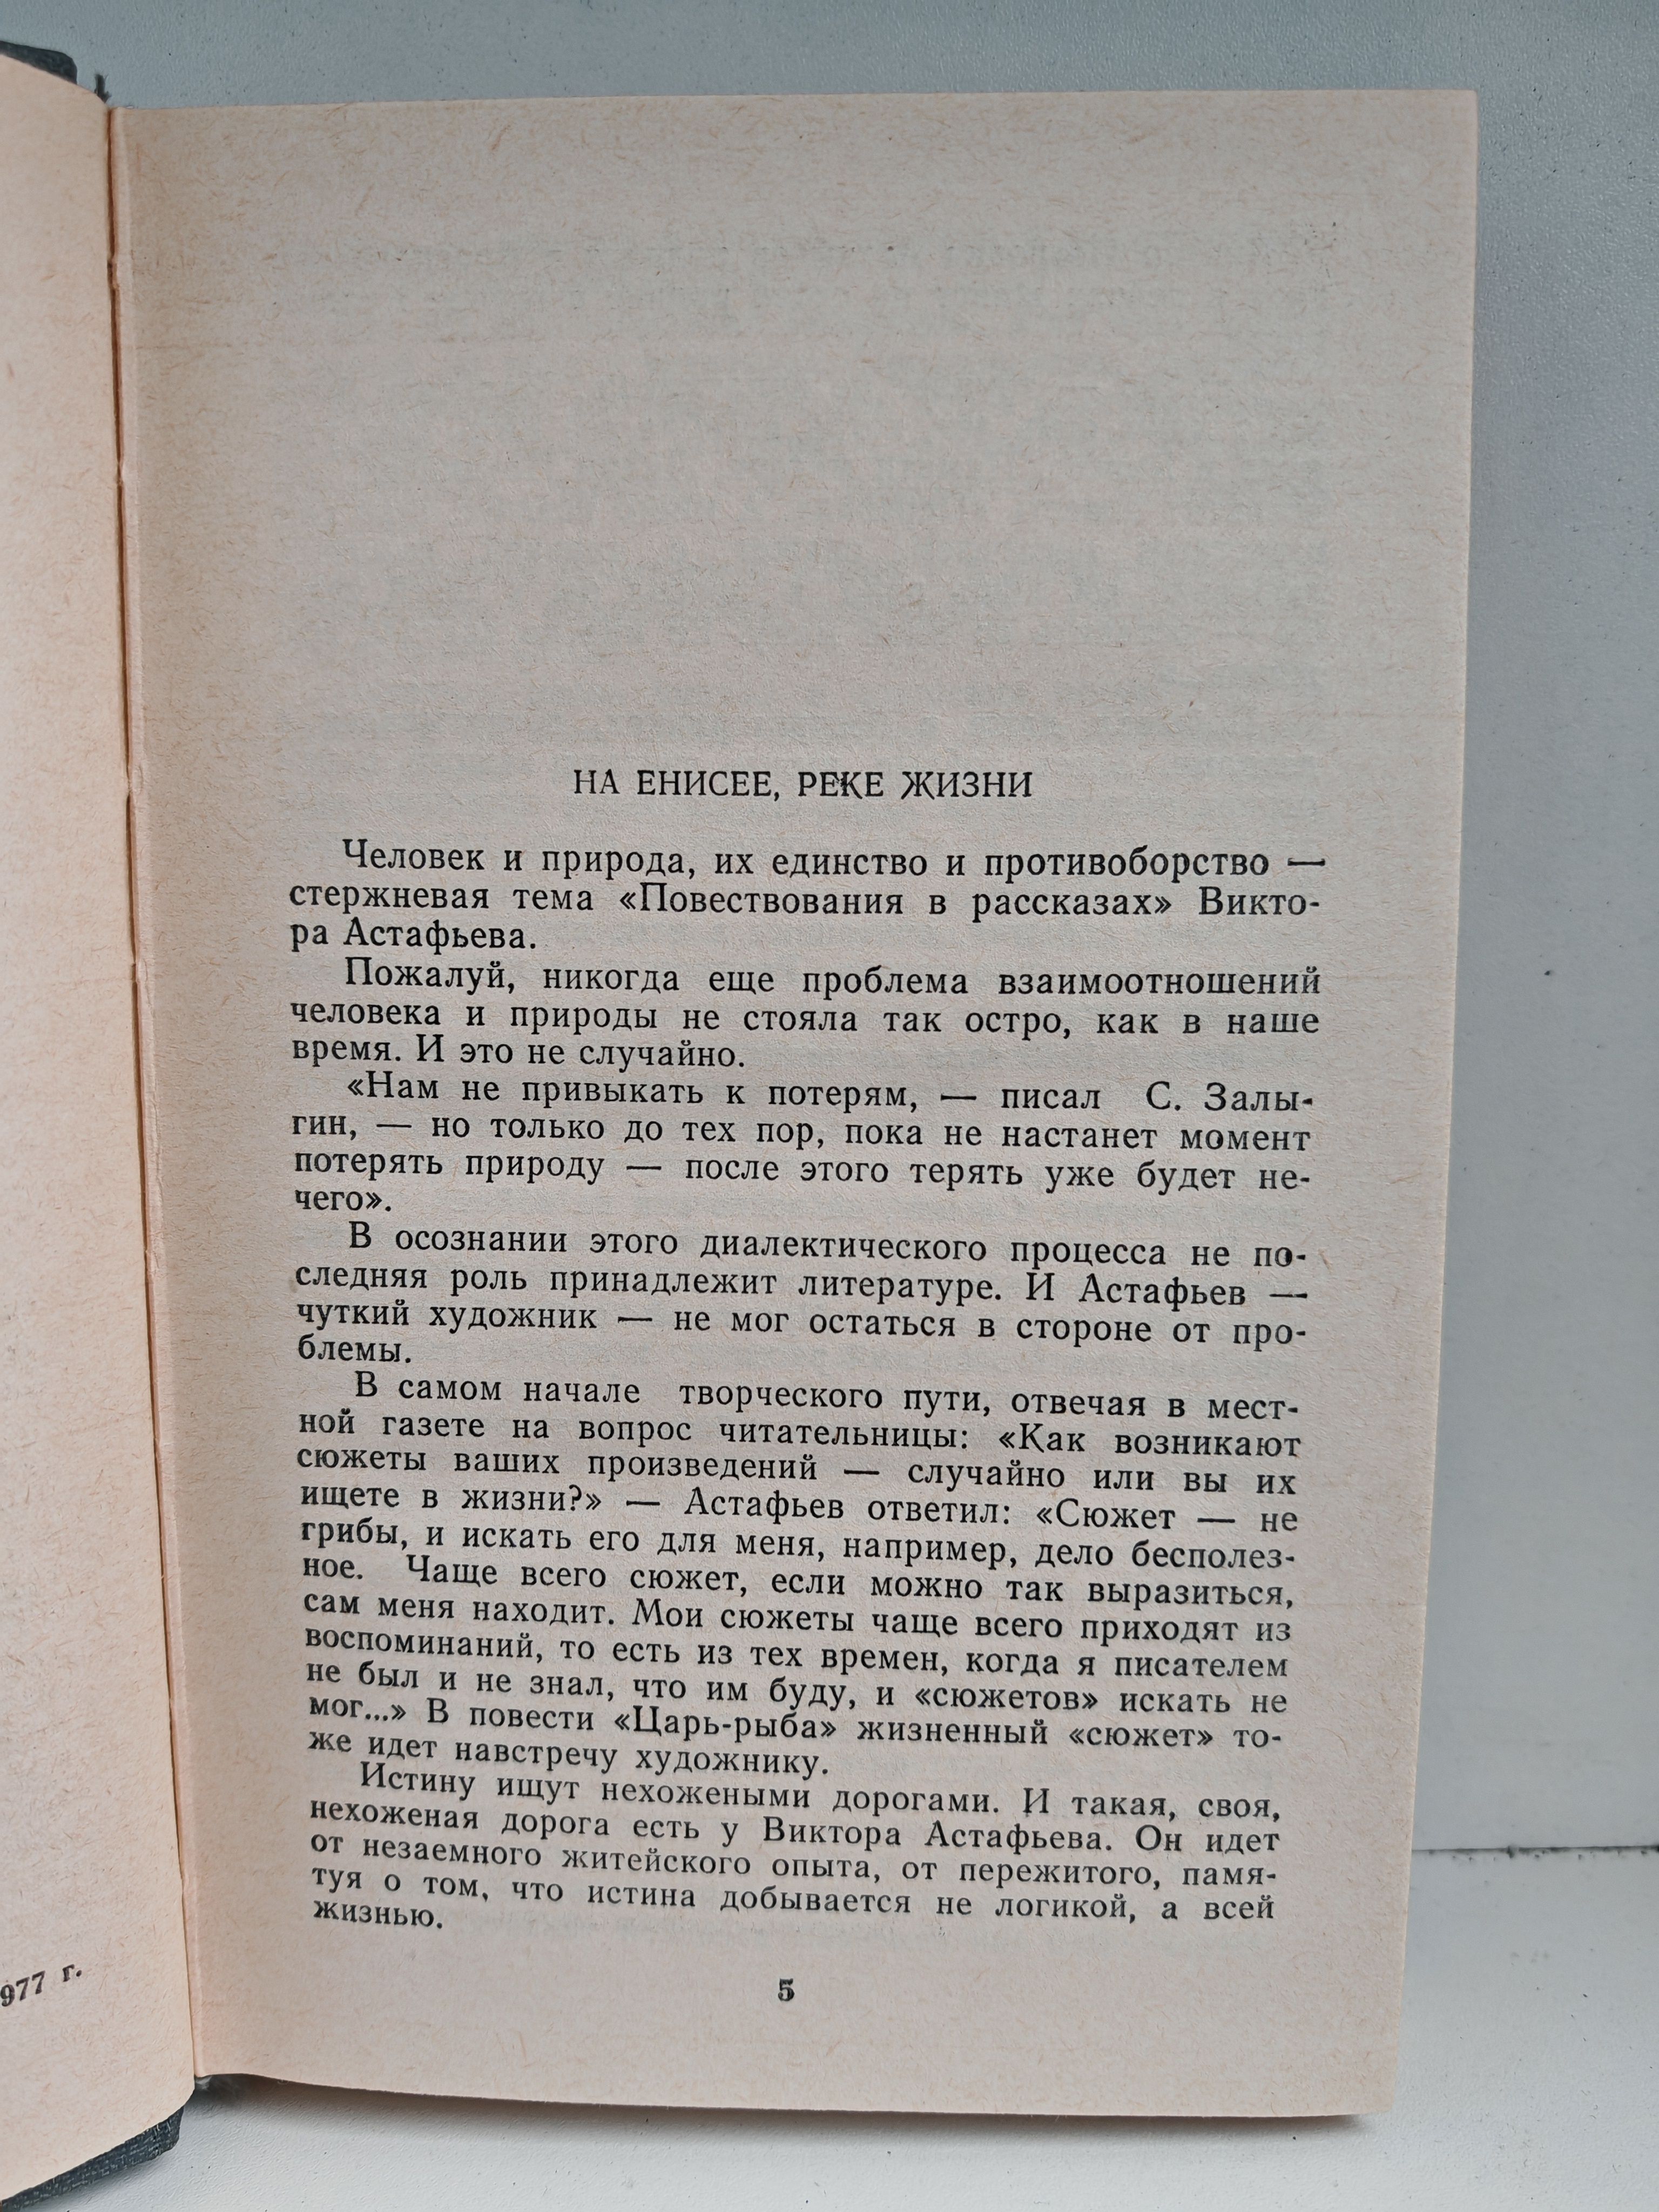 НА ЕНИСЕЕ, РЕКЕ ЖИЗНИ
Человек и природа, их единство и противоборство —
стержневая тема «Повествования в рассказах» Викто-
ра Астафьева.
Пожалуй, никогда еще проблема взаимоотношений
человека и природы не стояла так остро, как в наше
время. И это не случайно.
«Нам не привыкать к потерям, — писал С. Залы-
гин, — но только до тех пор, пока не настанет момент
потерять природу — после этого терять уже будет не-
чего».
В осознании этого диалектического процесса не по-
следняя роль принадлежит литературе. И Астафьев —
чуткий художник — не мог остаться в стороне от про-
блемы.
В самом начале творческого пути, отвечая в мест-
ной газете на вопрос читательницы: «Как возникают
сюжеты ваших произведений — случайно или вы их
ищете в жизни?» — Астафьев ответил: «Сюжет — не
грибы, и искать его для меня, например, дело бесполез-
ное. Чаще всего сюжет, если можно так выразиться,
сам меня находит. Мои сюжеты чаще всего приходят из
воспоминаний, то есть из тех времен, когда я писателем
не был и не знал, что им буду, и «сюжетов» искать не
мог...» В повести «Царь-рыба» жизненный «сюжет» то-
же идет навстречу художнику.
Истину ищут нехожеными дорогами. И такая, своя,
нехоженая дорога есть у Виктора Астафьева. Он идет
от незаемного житейского опыта, от пережитого, памя-
туя о том, что истина добывается не логикой, а всей
жизнью.
977 г.
5